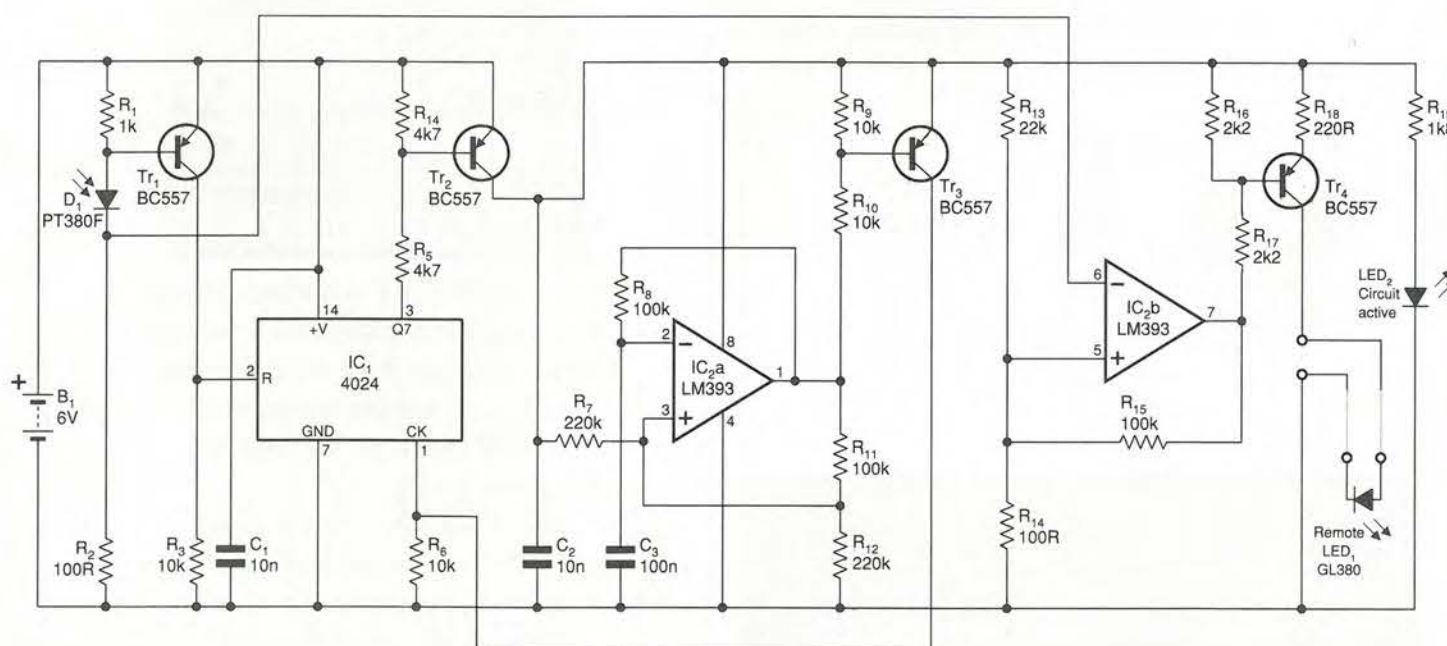 R1
1k
D1
PT380F
Tr1
BC557
R14
4k7
R5
4k7
Tr2
BC557
+
B1
6V
R2
100R
R3
10k
C1
10n
14
+V
3
Q7
2
R
IC1
4024
GND
7
CK
1
R6
10k
C2
10n
C3
100n
R7
220k
R8
100k
2
−
3
+
8
4
1
IC2a
LM393
R9
10k
R10
10k
R11
100k
R12
220k
Tr3
BC557
R13
22k
R14
100R
R15
100k
6
−
5
+
7
IC2b
LM393
R16
2k2
R17
2k2
R18
220R
Tr4
BC557
LED2
Circuit
active
Remote
LED1
GL380